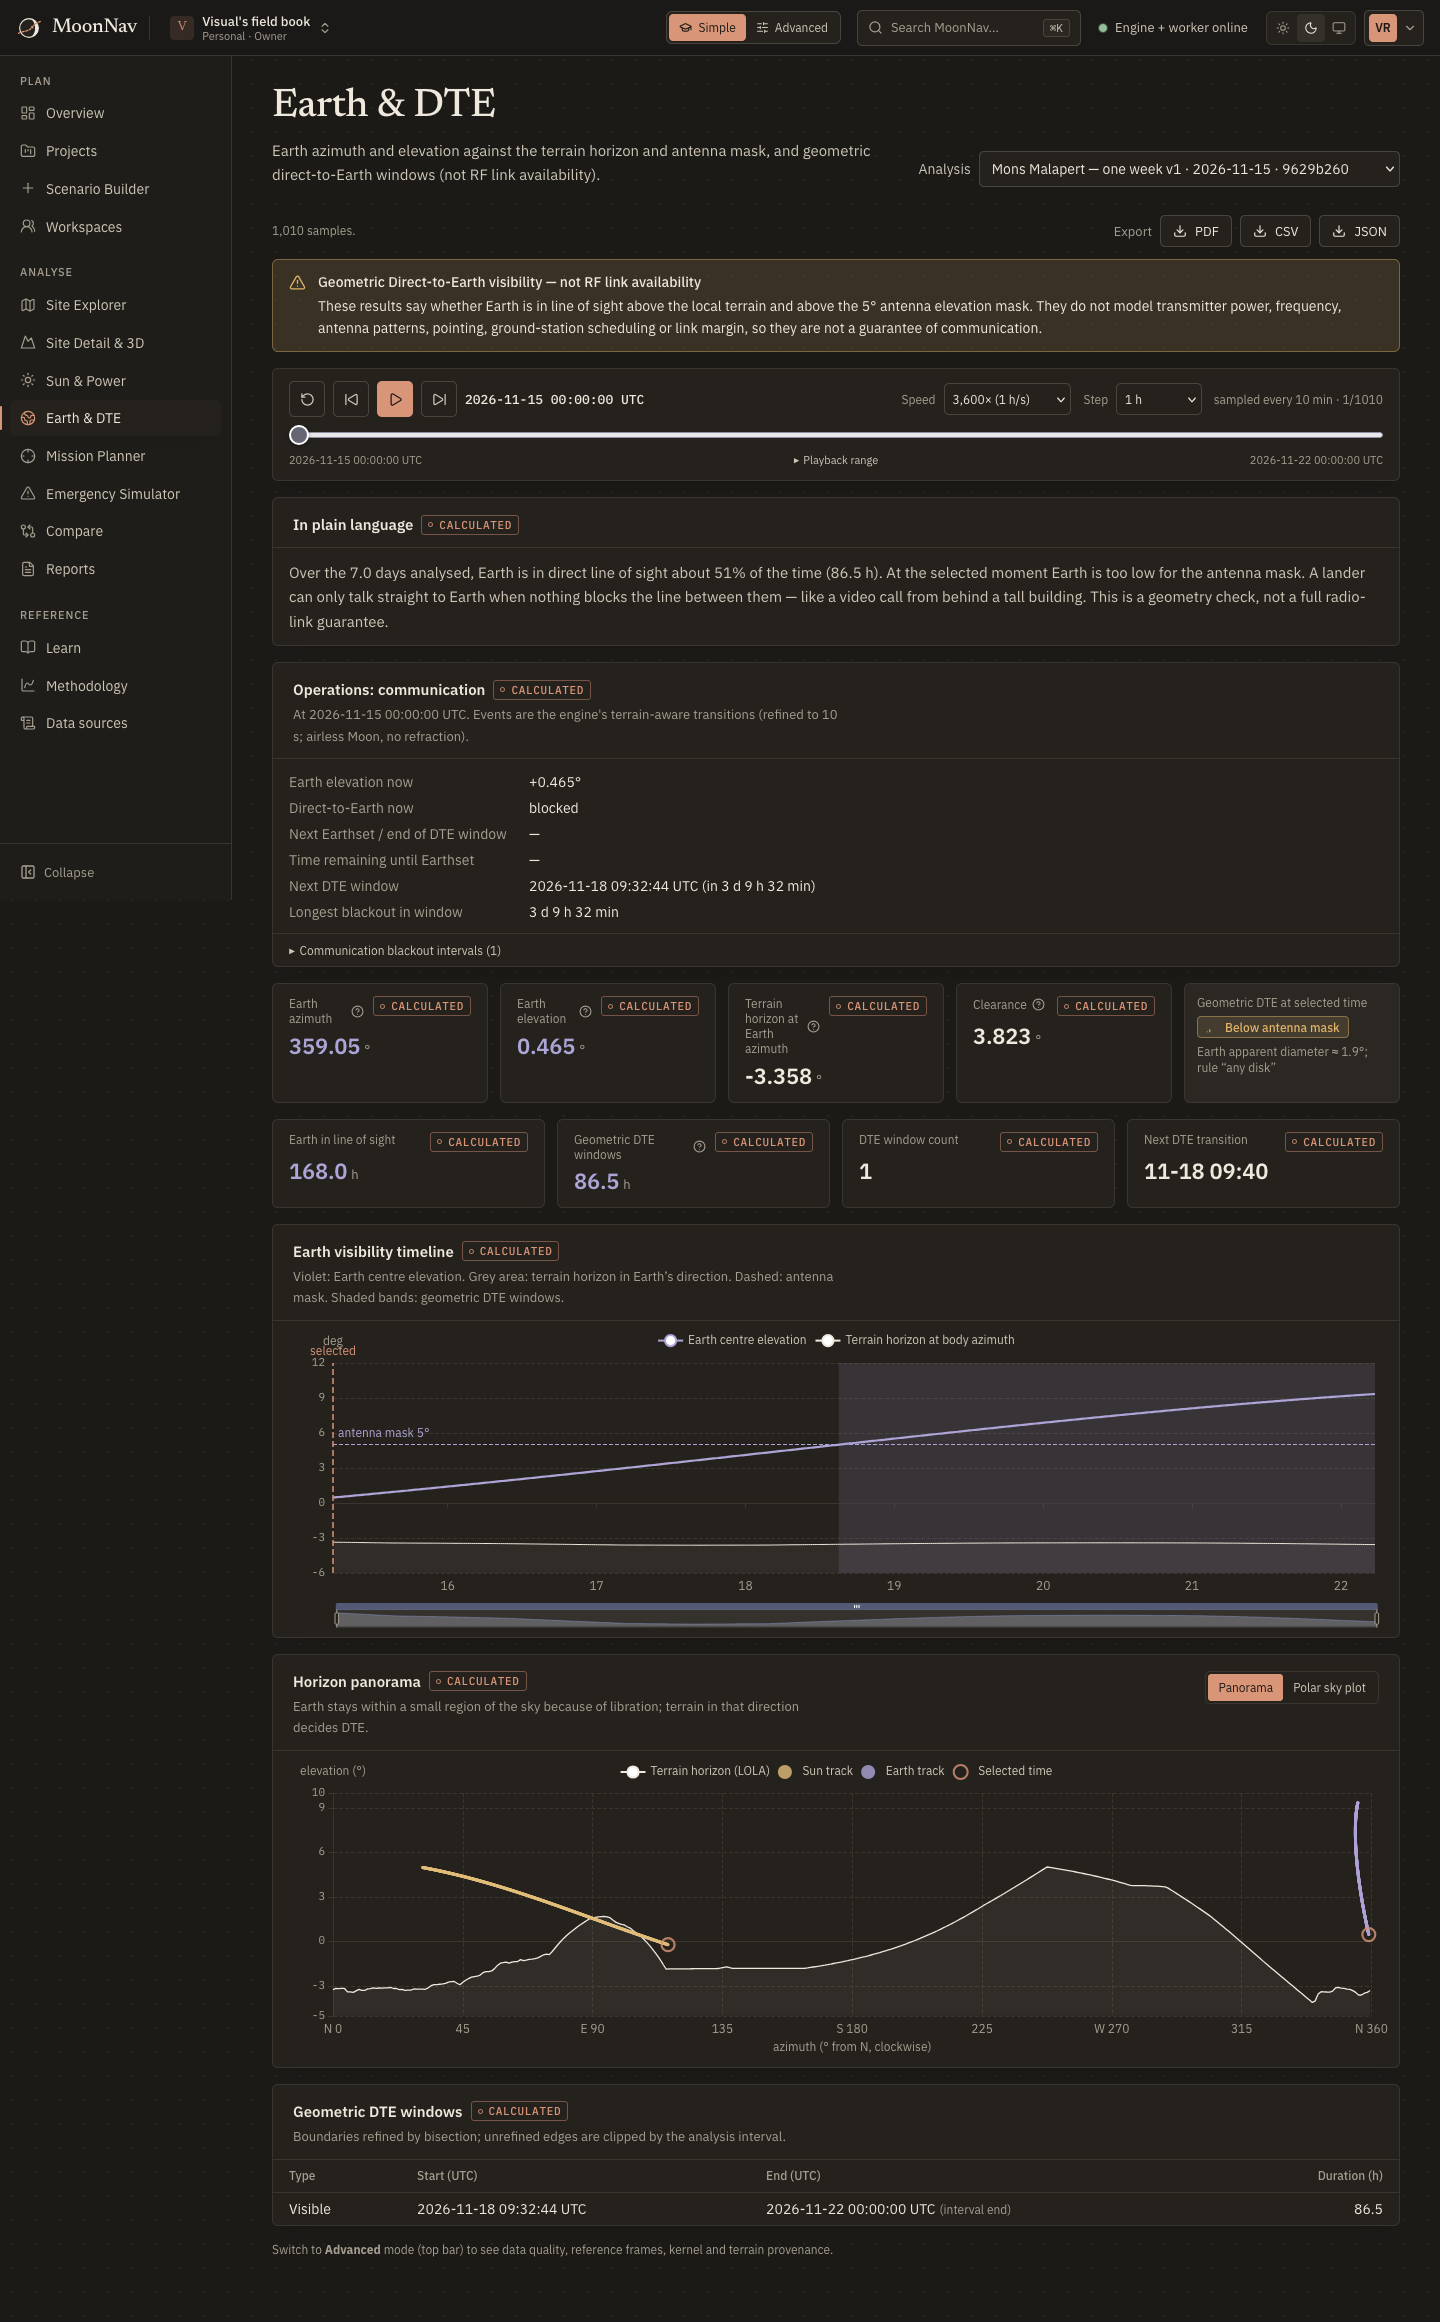 MoonNav
V
Visual's field book
Personal · Owner
Simple
Advanced
Search MoonNav...
⌘K
Engine + worker online
VR
PLAN
Overview
Projects
Scenario Builder
Workspaces
ANALYSE
Site Explorer
Site Detail & 3D
Sun & Power
Earth & DTE
Mission Planner
Emergency Simulator
Compare
Reports
REFERENCE
Learn
Methodology
Data sources
Collapse
Earth & DTE
Earth azimuth and elevation against the terrain horizon and antenna mask, and geometric
direct-to-Earth windows (not RF link availability).
Analysis
Mons Malapert — one week v1 · 2026-11-15 · 9629b260
1,010 samples.
Export
PDF
CSV
JSON
Geometric Direct-to-Earth visibility — not RF link availability
These results say whether Earth is in line of sight above the local terrain and above the 5° antenna elevation mask. They do not model transmitter power, frequency,
antenna patterns, pointing, ground-station scheduling or link margin, so they are not a guarantee of communication.
2026-11-15 00:00:00 UTC
Speed
3,600× (1 h/s)
Step
1 h
sampled every 10 min · 1/1010
2026-11-15 00:00:00 UTC
▸ Playback range
2026-11-22 00:00:00 UTC
In plain language
CALCULATED
Over the 7.0 days analysed, Earth is in direct line of sight about 51% of the time (86.5 h). At the selected moment Earth is too low for the antenna mask. A lander
can only talk straight to Earth when nothing blocks the line between them — like a video call from behind a tall building. This is a geometry check, not a full radio-
link guarantee.
Operations: communication
CALCULATED
At 2026-11-15 00:00:00 UTC. Events are the engine's terrain-aware transitions (refined to 10
s; airless Moon, no refraction).
Earth elevation now +0.465°
Direct-to-Earth now blocked
Next Earthset / end of DTE window —
Time remaining until Earthset —
Next DTE window 2026-11-18 09:32:44 UTC (in 3 d 9 h 32 min)
Longest blackout in window 3 d 9 h 32 min
▸ Communication blackout intervals (1)
Earth
azimuth
CALCULATED
359.05 °
Earth
elevation
CALCULATED
0.465 °
Terrain
horizon at
Earth
azimuth
CALCULATED
-3.358 °
Clearance
CALCULATED
3.823 °
Geometric DTE at selected time
Below antenna mask
Earth apparent diameter ≈ 1.9°;
rule “any disk”
Earth in line of sight
CALCULATED
168.0 h
Geometric DTE
windows
CALCULATED
86.5 h
DTE window count
CALCULATED
1
Next DTE transition
CALCULATED
11-18 09:40
Earth visibility timeline
CALCULATED
Violet: Earth centre elevation. Grey area: terrain horizon in Earth's direction. Dashed: antenna
mask. Shaded bands: geometric DTE windows.
deg
selected
Earth centre elevation
Terrain horizon at body azimuth
12
9
6
antenna mask 5°
3
0
-3
-6
16 17 18 19 20 21 22
Horizon panorama
CALCULATED
Earth stays within a small region of the sky because of libration; terrain in that direction
decides DTE.
Panorama
Polar sky plot
elevation (°)
Terrain horizon (LOLA)
Sun track
Earth track
Selected time
10
9
6
3
0
-3
-5
N 0 45 E 90 135 S 180 225 W 270 315 N 360
azimuth (° from N, clockwise)
Geometric DTE windows
CALCULATED
Boundaries refined by bisection; unrefined edges are clipped by the analysis interval.
Type Start (UTC) End (UTC) Duration (h)
Visible 2026-11-18 09:32:44 UTC 2026-11-22 00:00:00 UTC (interval end) 86.5
Switch to Advanced mode (top bar) to see data quality, reference frames, kernel and terrain provenance.